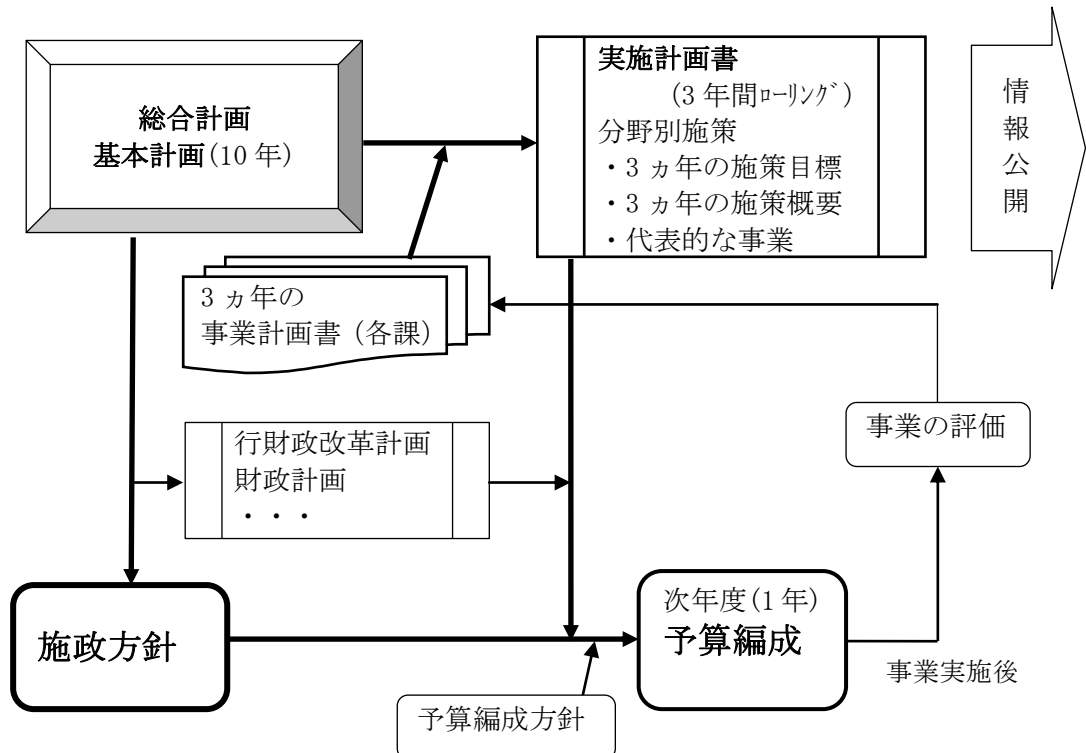 総合計画
基本計画(10 年)
実施計画書
(3 年間ﾛｰﾘﾝｸﾞ)
分野別施策
・3 ヵ年の施策目標
・3 ヵ年の施策概要
・代表的な事業
情報公開
3 ヵ年の
事業計画書（各課）
事業の評価
行財政改革計画
財政計画
・・・
施政方針
次年度(1 年)
予算編成
事業実施後
予算編成方針